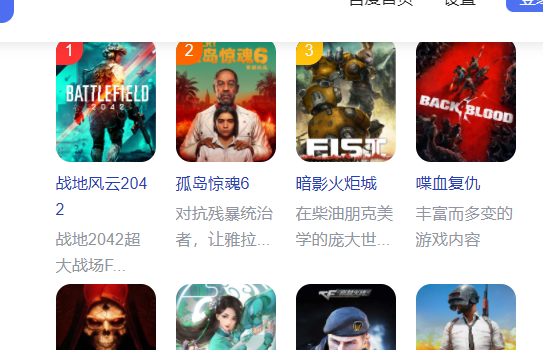 百度首页 设置
1
2
3
BATTLEFIELD
2042
孤岛惊魂6
F.I.S.T.
BACK BLOOD
战地风云204
2
战地2042超
大战场F...
孤岛惊魂6
对抗残暴统治
者，让雅拉...
暗影火炬城
在柴油朋克美
学的庞大世...
喋血复仇
丰富而多变的
游戏内容